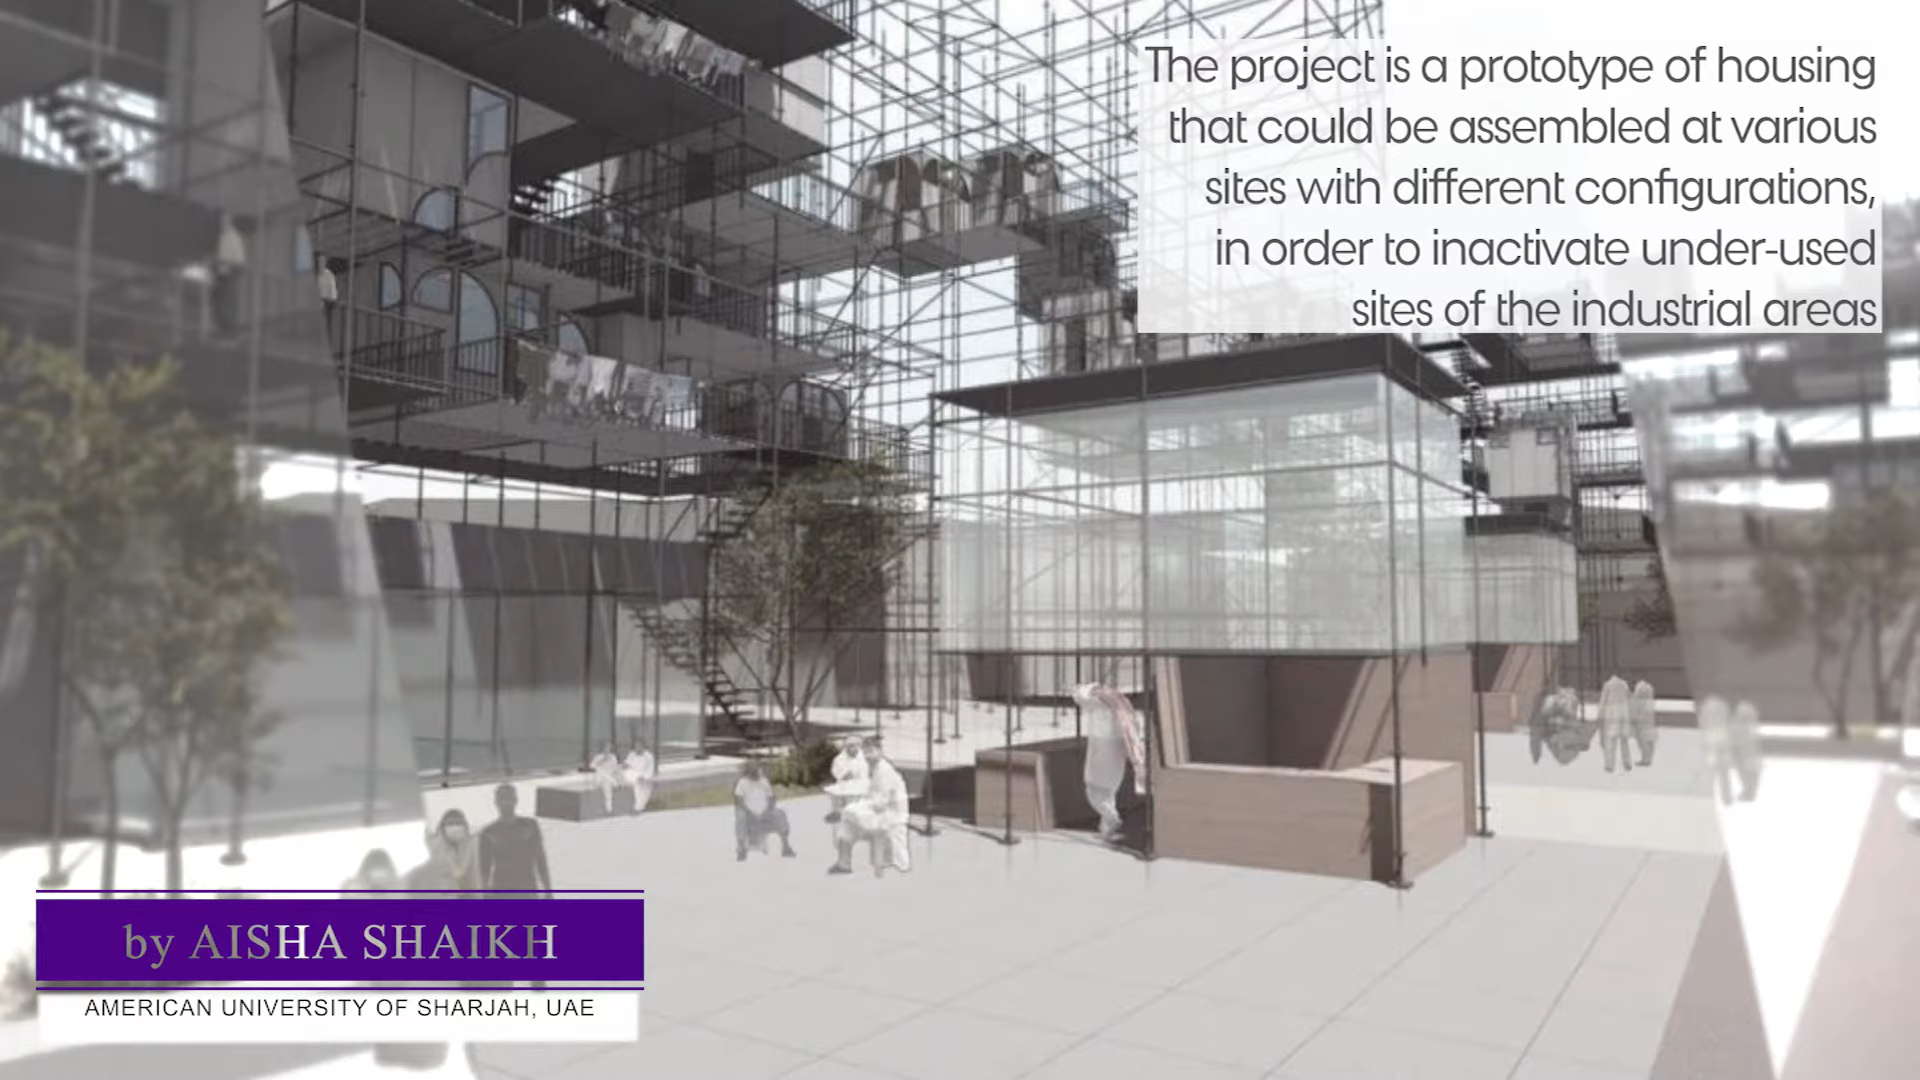 The project is a prototype of housing
that could be assembled at various
sites with different configurations,
in order to inactivate under-used
sites of the industrial areas
by AISHA SHAIKH
AMERICAN UNIVERSITY OF SHARJAH, UAE